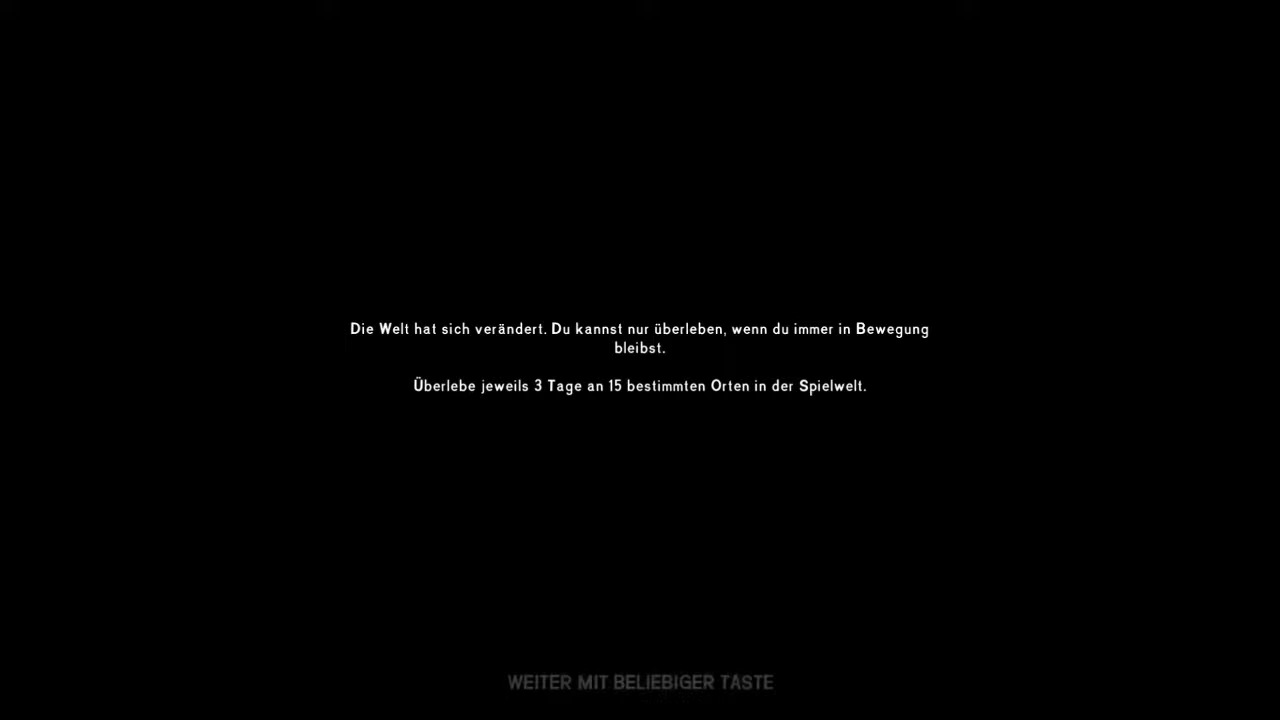 Die Welt hat sich verändert. Du kannst nur überleben, wenn du immer in Bewegung
bleibst.
Überlebe jeweils 3 Tage an 15 bestimmten Orten in der Spielwelt.
WEITER MIT BELIEBIGER TASTE